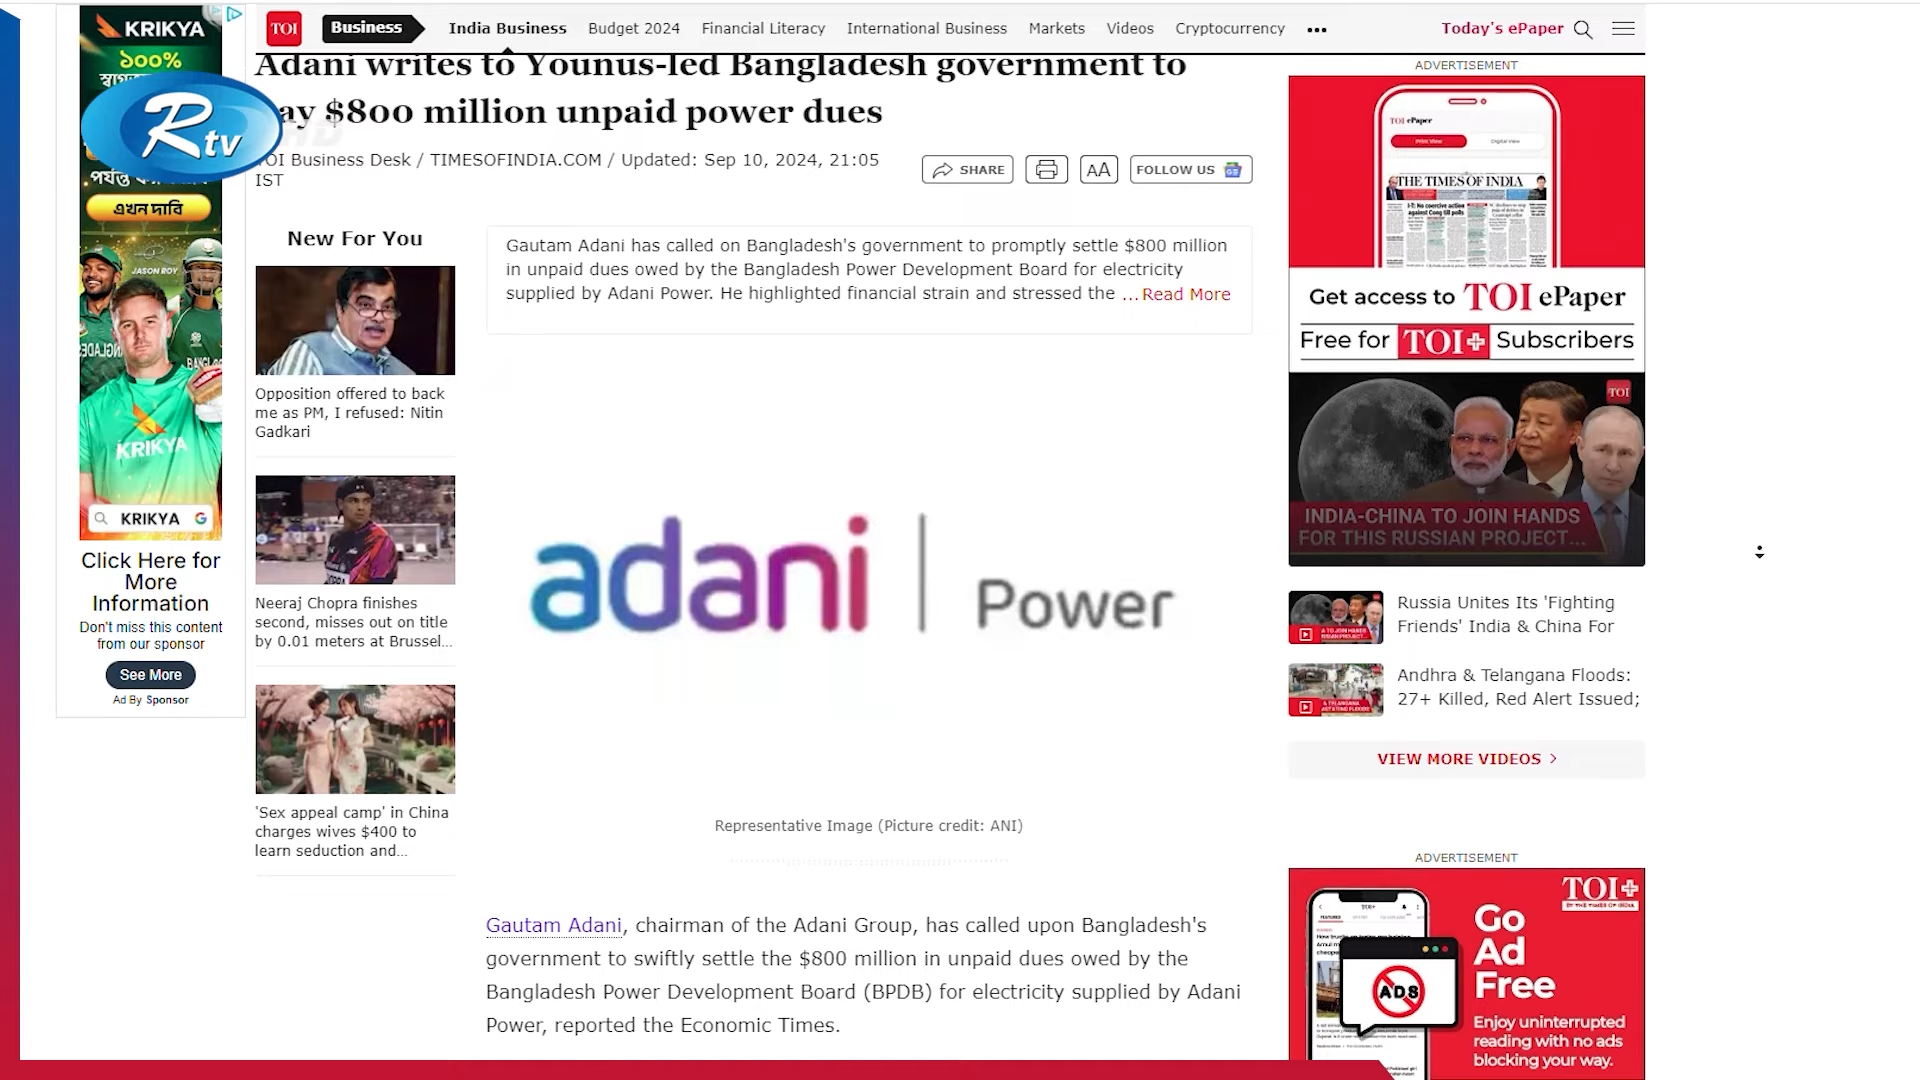 KRIKYA
১০০%
এখন দাবি
JASON ROY
KRIKYA
KRIKYA
Click Here for
More
Information
Don't miss this content
from our sponsor
See More
Ad By Sponsor
Rtv
TOI
Business
India Business
Budget 2024
Financial Literacy
International Business
Markets
Videos
Cryptocurrency
Today's ePaper
Adani writes to Younus-led Bangladesh government to
ay $800 million unpaid power dues
TOI Business Desk / TIMESOFINDIA.COM / Updated: Sep 10, 2024, 21:05
IST
SHARE
AA
FOLLOW US
New For You
Opposition offered to back
me as PM, I refused: Nitin
Gadkari
Neeraj Chopra finishes
second, misses out on title
by 0.01 meters at Brussel...
'Sex appeal camp' in China
charges wives $400 to
learn seduction and...
Gautam Adani has called on Bangladesh's government to promptly settle $800 million
in unpaid dues owed by the Bangladesh Power Development Board for electricity
supplied by Adani Power. He highlighted financial strain and stressed the ...Read More
adani | Power
Representative Image (Picture credit: ANI)
Gautam Adani, chairman of the Adani Group, has called upon Bangladesh's
government to swiftly settle the $800 million in unpaid dues owed by the
Bangladesh Power Development Board (BPDB) for electricity supplied by Adani
Power, reported the Economic Times.
ADVERTISEMENT
TOI ePaper
Print View
Digital View
THE TIMES OF INDIA
Get access to TOI ePaper
Free for TOI+ Subscribers
TOI
INDIA-CHINA TO JOIN HANDS
FOR THIS RUSSIAN PROJECT...
Russia Unites Its 'Fighting
Friends' India & China For
Andhra & Telangana Floods:
27+ Killed, Red Alert Issued;
VIEW MORE VIDEOS
ADVERTISEMENT
TOI+
ADS
Go
Ad
Free
Enjoy uninterrupted
reading with no ads
blocking your way.